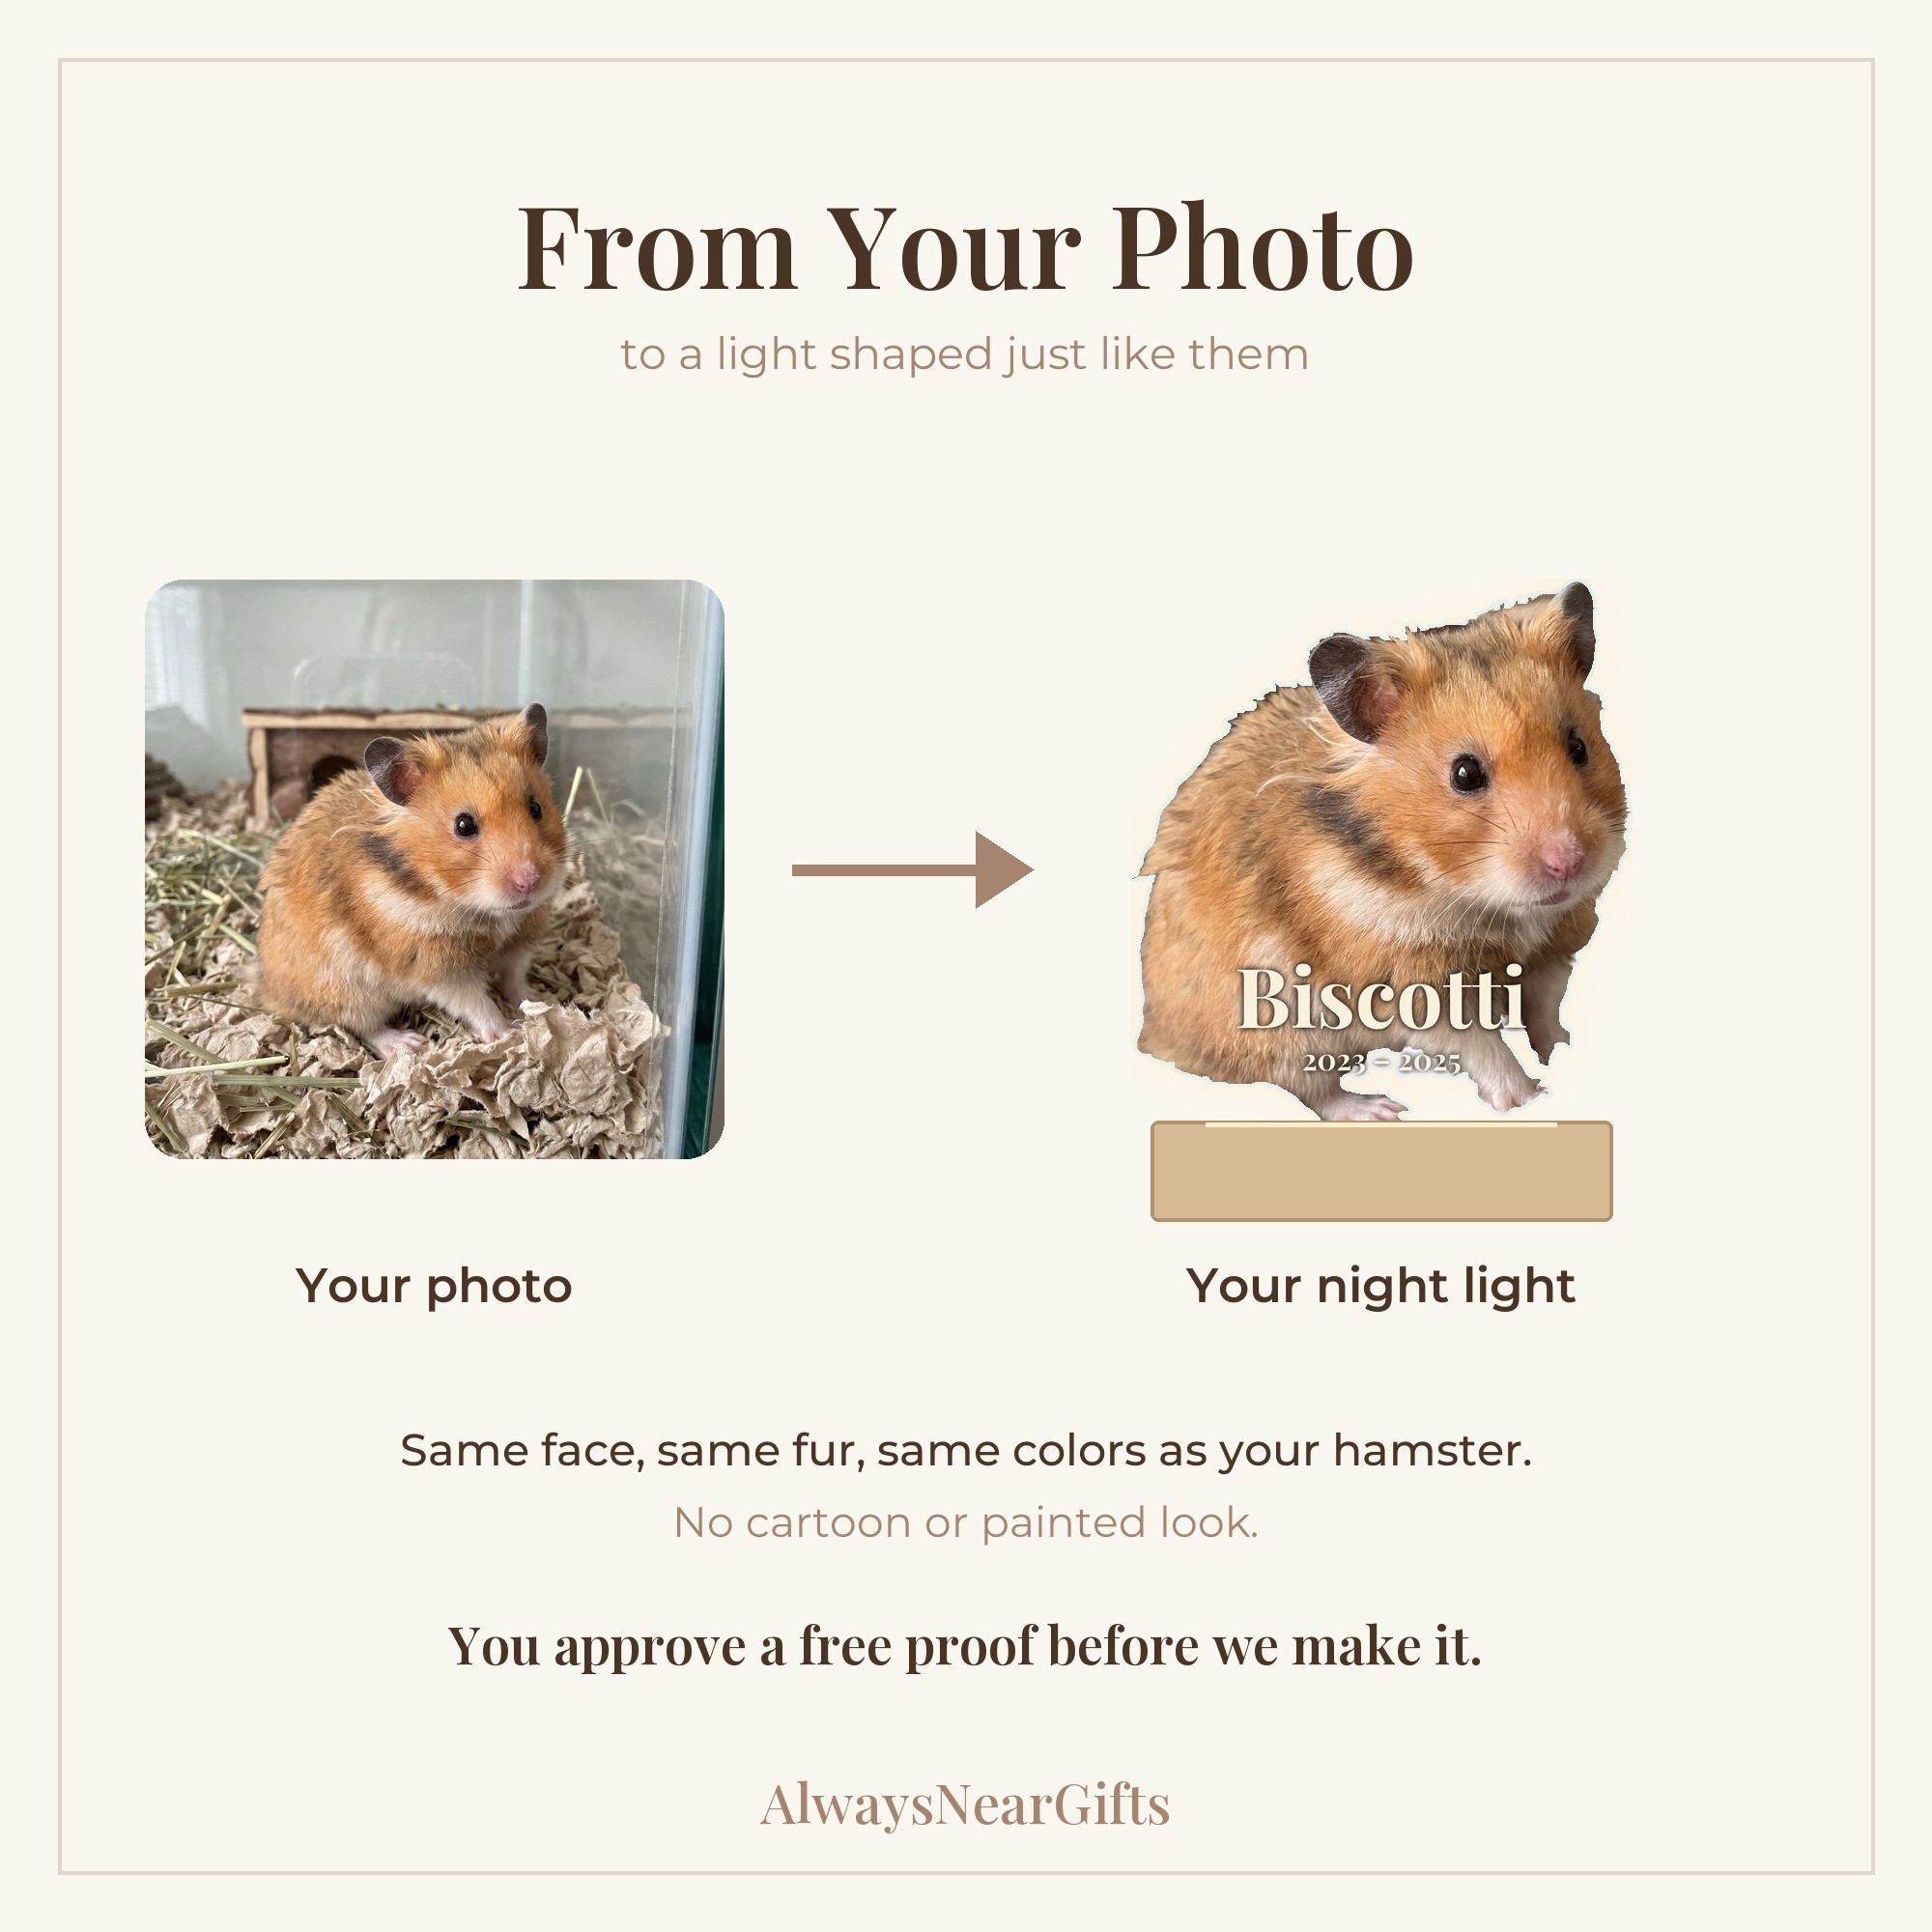 From Your Photo
to a light shaped just like them
Biscotti
2023 – 2025
Your photo
Your night light
Same face, same fur, same colors as your hamster.
No cartoon or painted look.
You approve a free proof before we make it.
AlwaysNearGifts